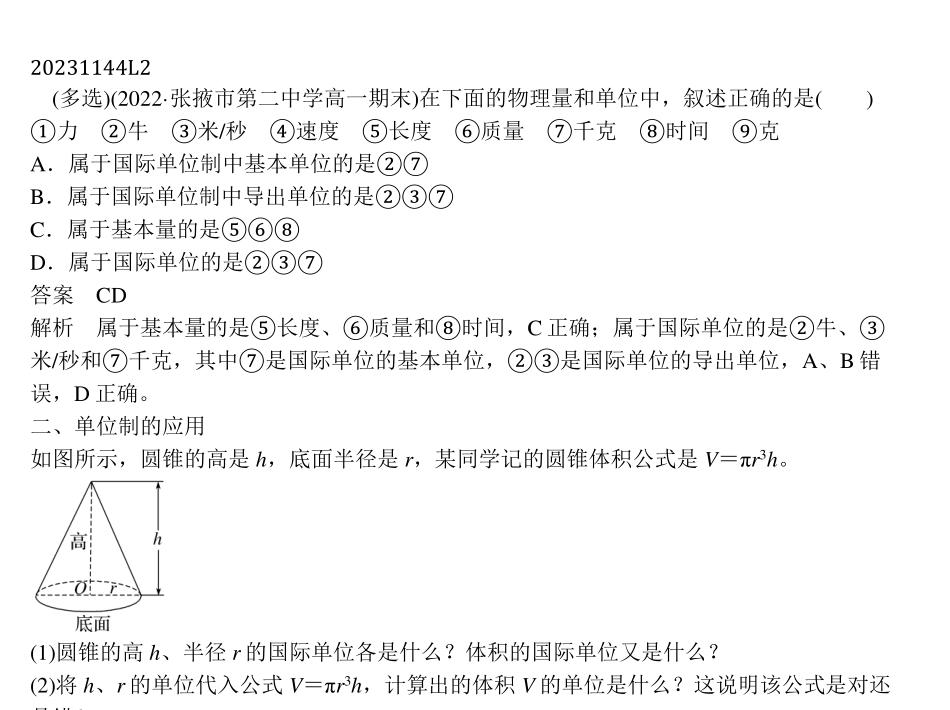 20231144L2
(多选)(2022·张掖市第二中学高一期末)在下面的物理量和单位中，叙述正确的是(　　)
①力　②牛　③米/秒　④速度　⑤长度　⑥质量　⑦千克　⑧时间　⑨克
A．属于国际单位制中基本单位的是②⑦
B．属于国际单位制中导出单位的是②③⑦
C．属于基本量的是⑤⑥⑧
D．属于国际单位的是②③⑦
答案　CD
解析　属于基本量的是⑤长度、⑥质量和⑧时间，C 正确；属于国际单位的是②牛、③
米/秒和⑦千克，其中⑦是国际单位的基本单位，②③是国际单位的导出单位，A、B 错
误，D 正确。
二、单位制的应用
如图所示，圆锥的高是 h，底面半径是 r，某同学记的圆锥体积公式是 V＝πr³h。
高
h
O
r
底面
(1)圆锥的高 h、半径 r 的国际单位各是什么？体积的国际单位又是什么？
(2)将 h、r 的单位代入公式 V＝πr³h，计算出的体积 V 的单位是什么？这说明该公式是对还